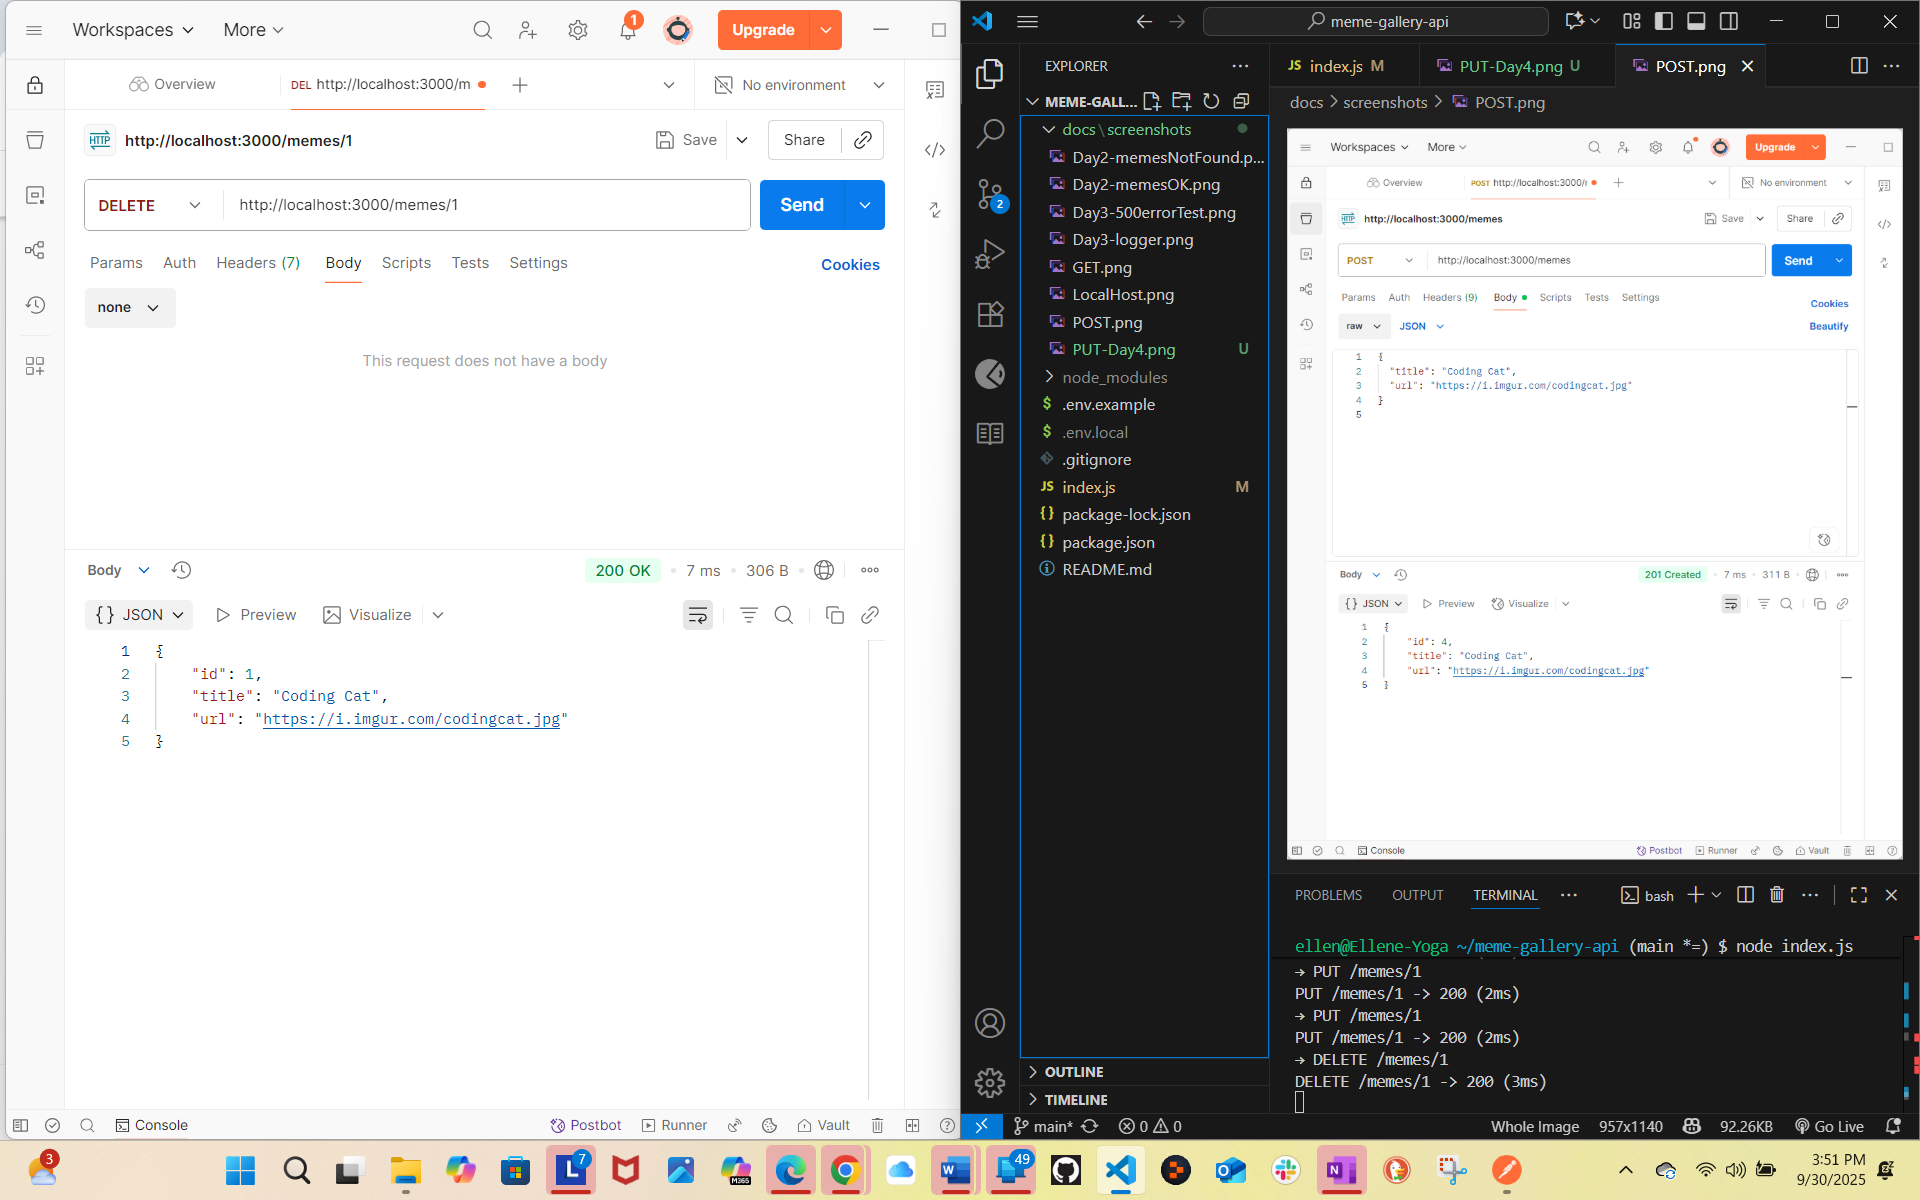 Workspaces
More
1
Upgrade
Overview
DEL http://localhost:3000/m
No environment
HTTP
http://localhost:3000/memes/1
Save
Share
DELETE
http://localhost:3000/memes/1
Send
Params
Auth
Headers (7)
Body
Scripts
Tests
Settings
Cookies
none
This request does not have a body
Body
200 OK
7 ms
306 B
{} JSON
Preview
Visualize
1 {
2 "id": 1,
3 "title": "Coding Cat",
4 "url": "https://i.imgur.com/codingcat.jpg"
5 }
Console
Postbot
Runner
Vault
meme-gallery-api
EXPLORER
MEME-GALL...
docs\screenshots
Day2-memesNotFound.p...
Day2-memesOK.png
Day3-500errorTest.png
Day3-logger.png
GET.png
LocalHost.png
POST.png
PUT-Day4.png U
node_modules
$ .env.example
$ .env.local
.gitignore
JS index.js M
{} package-lock.json
{} package.json
README.md
OUTLINE
TIMELINE
2
JS index.js M
PUT-Day4.png U
POST.png
docs > screenshots > POST.png
Workspaces
More
Upgrade
Overview
POST http://localhost:3000/r
No environment
HTTP
http://localhost:3000/memes
Save
Share
POST
http://localhost:3000/memes
Send
Params
Auth
Headers (9)
Body
Scripts
Tests
Settings
Cookies
raw
JSON
Beautify
1 {
2 "title": "Coding Cat",
3 "url": "https://i.imgur.com/codingcat.jpg"
4 }
5
Body
201 Created
7 ms
311 B
{} JSON
Preview
Visualize
1 {
2 "id": 4,
3 "title": "Coding Cat",
4 "url": "https://i.imgur.com/codingcat.jpg"
5 }
Console
Postbot
Runner
Vault
PROBLEMS
OUTPUT
TERMINAL
bash
ellen@Ellene-Yoga ~/meme-gallery-api (main *=) $ node index.js
→ PUT /memes/1
PUT /memes/1 -> 200 (2ms)
→ PUT /memes/1
PUT /memes/1 -> 200 (2ms)
→ DELETE /memes/1
DELETE /memes/1 -> 200 (3ms)
main*
0
0
Whole Image
957x1140
92.26KB
Go Live
3
L
7
M365
W
49
N
3:51 PM
9/30/2025